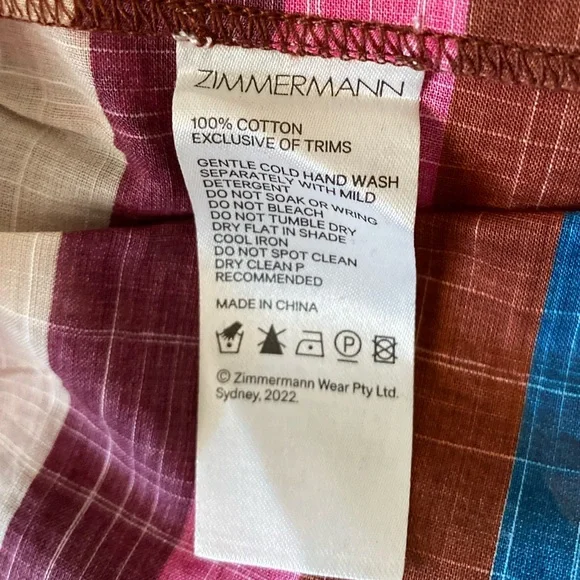 ZIMMERMANN
100% COTTON
EXCLUSIVE OF TRIMS
GENTLE COLD HAND WASH
SEPARATELY WITH MILD
DETERGENT
DO NOT SOAK OR WRING
DO NOT BLEACH
DO NOT TUMBLE DRY
DRY FLAT IN SHADE
COOL IRON
DO NOT SPOT CLEAN
DRY CLEAN P
RECOMMENDED
MADE IN CHINA
P
© Zimmermann Wear Pty Ltd.
Sydney, 2022.